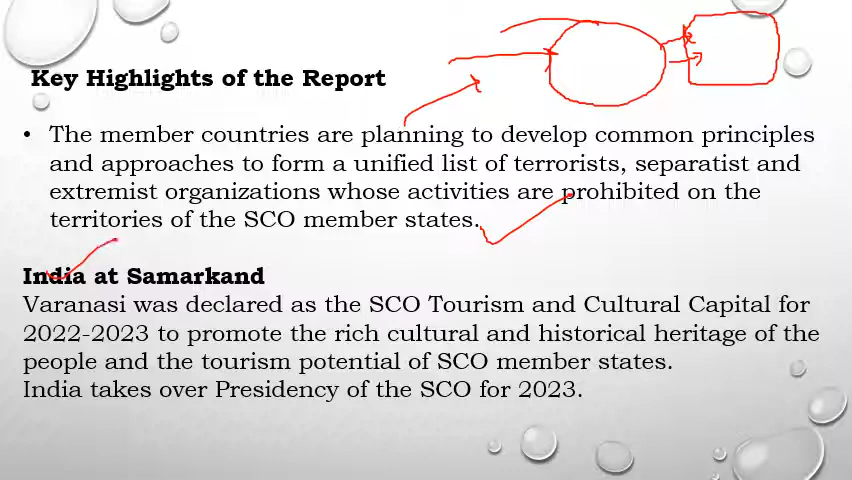 Key Highlights of the Report
• The member countries are planning to develop common principles
and approaches to form a unified list of terrorists, separatist and
extremist organizations whose activities are prohibited on the
territories of the SCO member states.
India at Samarkand
Varanasi was declared as the SCO Tourism and Cultural Capital for
2022-2023 to promote the rich cultural and historical heritage of the
people and the tourism potential of SCO member states.
India takes over Presidency of the SCO for 2023.